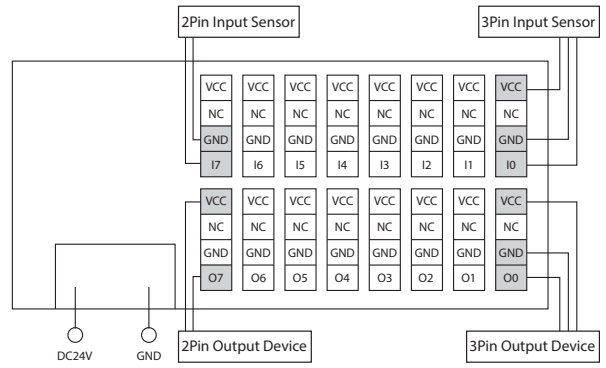 2Pin Input Sensor 3Pin Input Sensor
VCC VCC VCC VCC VCC VCC VCC VCC
NC NC NC NC NC NC NC NC
GND GND GND GND GND GND GND GND
I7 I6 I5 I4 I3 I2 I1 I0
VCC VCC VCC VCC VCC VCC VCC VCC
NC NC NC NC NC NC NC NC
GND GND GND GND GND GND GND GND
O7 O6 O5 O4 O3 O2 O1 O0
DC24V GND 2Pin Output Device 3Pin Output Device